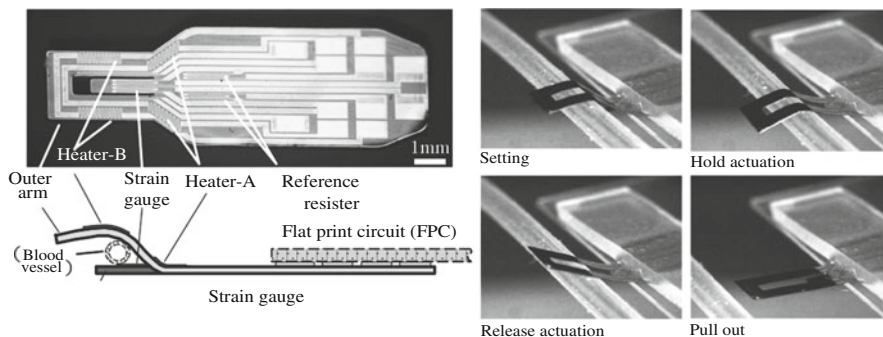 1mm
Heater-B
Outer
arm
Strain
gauge
Heater-A
Reference
resister
Flat print circuit (FPC)
(Blood
vessel)
Strain gauge
Setting
Hold actuation
Release actuation
Pull out